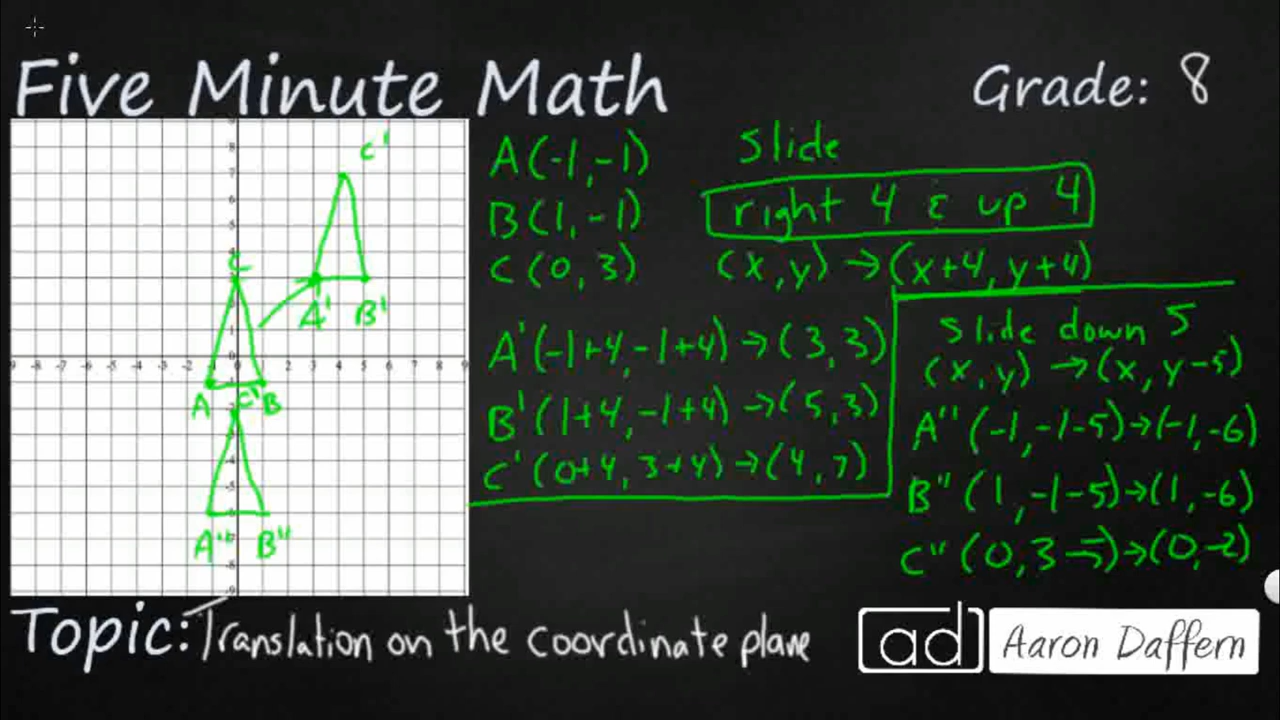 Five Minute Math
Grade: 8
C'
C
A' B'
A C' B
A'' B''
A(-1,-1)
B(1,-1)
C(0,3)
Slide
right 4 & up 4
(x,y) → (x+4, y+4)
A'(-1+4,-1+4) → (3,3)
B'(1+4,-1+4) → (5,3)
C'(0+4,3+4) → (4,7)
slide down 5
(x,y) → (x, y-5)
A''(-1,-1-5) → (-1,-6)
B''(1,-1-5) → (1,-6)
C''(0,3-5) → (0,-2)
Topic: Translation on the coordinate plane
ad Aaron Daffern